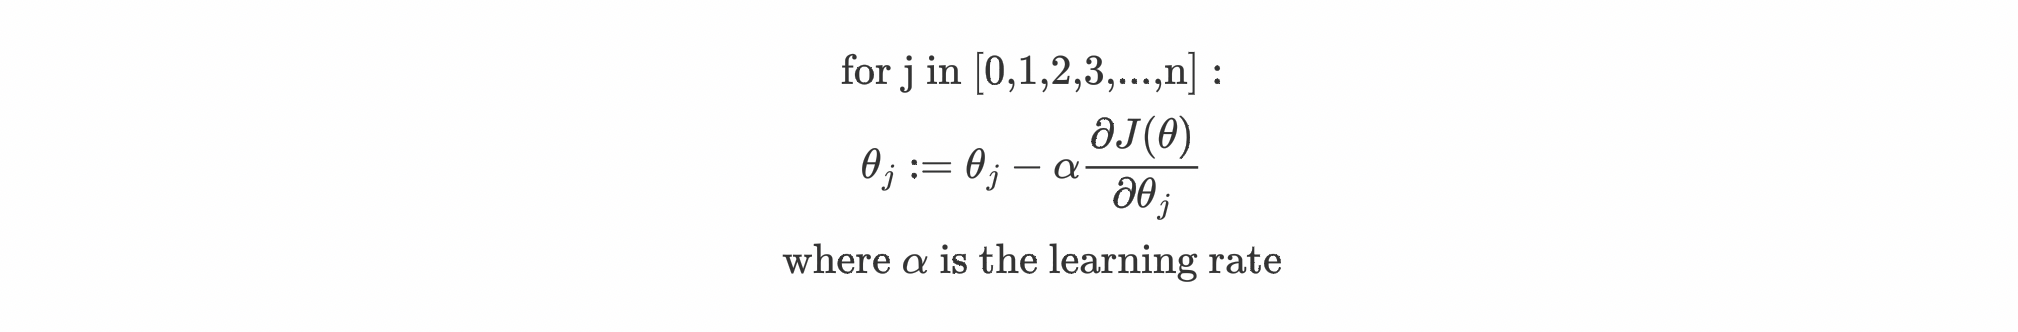 for j in [0,1,2,3,...,n] :
θ_j := θ_j − α ∂J(θ)/∂θ_j
where α is the learning rate